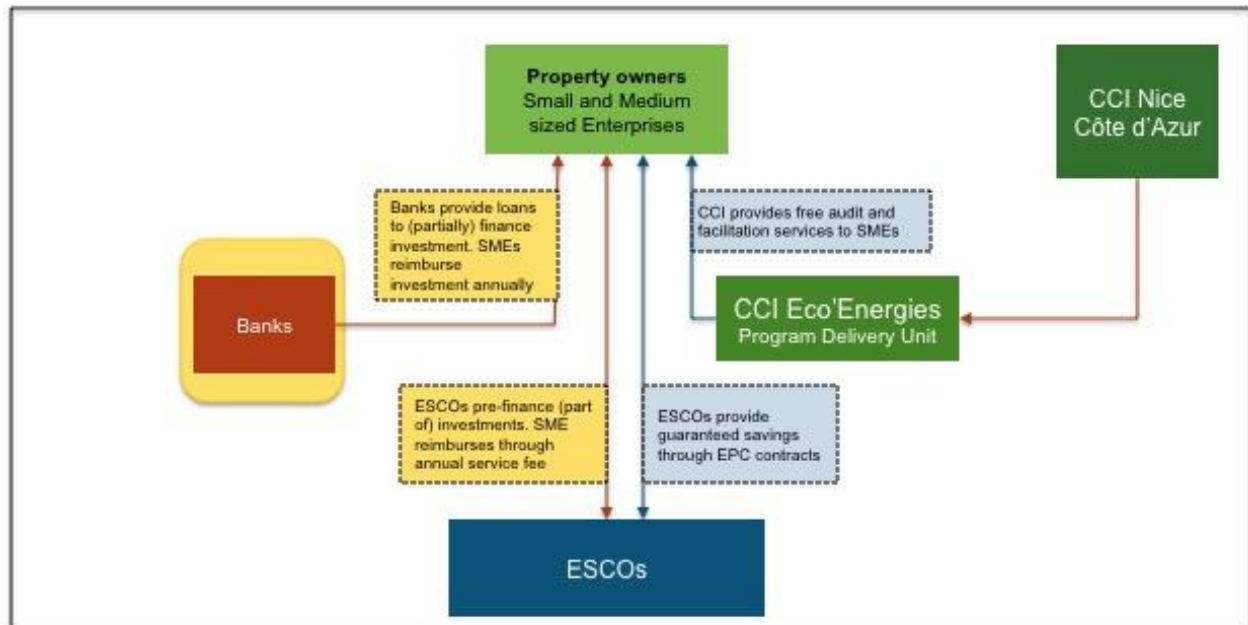 Property owners
Small and Medium
sized Enterprises
CCI Nice
Côte d'Azur
Banks provide loans
to (partially) finance
investment. SMEs
reimburse
investment annually
CCI provides free audit and
facilitation services to SMEs
Banks
CCI Eco'Energies
Program Delivery Unit
ESCOs pre-finance (part
of) investments. SME
reimburses through
annual service fee
ESCOs provide
guaranteed savings
through EPC contracts
ESCOs